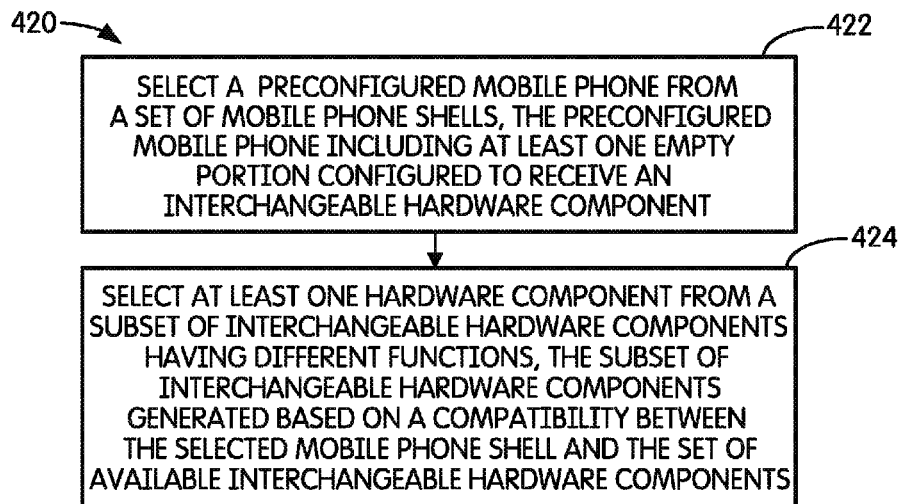 420
422
SELECT A PRECONFIGURED MOBILE PHONE FROM
A SET OF MOBILE PHONE SHELLS, THE PRECONFIGURED
MOBILE PHONE INCLUDING AT LEAST ONE EMPTY
PORTION CONFIGURED TO RECEIVE AN
INTERCHANGEABLE HARDWARE COMPONENT
424
SELECT AT LEAST ONE HARDWARE COMPONENT FROM A
SUBSET OF INTERCHANGEABLE HARDWARE COMPONENTS
HAVING DIFFERENT FUNCTIONS, THE SUBSET OF
INTERCHANGEABLE HARDWARE COMPONENTS
GENERATED BASED ON A COMPATIBILITY BETWEEN
THE SELECTED MOBILE PHONE SHELL AND THE SET OF
AVAILABLE INTERCHANGEABLE HARDWARE COMPONENTS